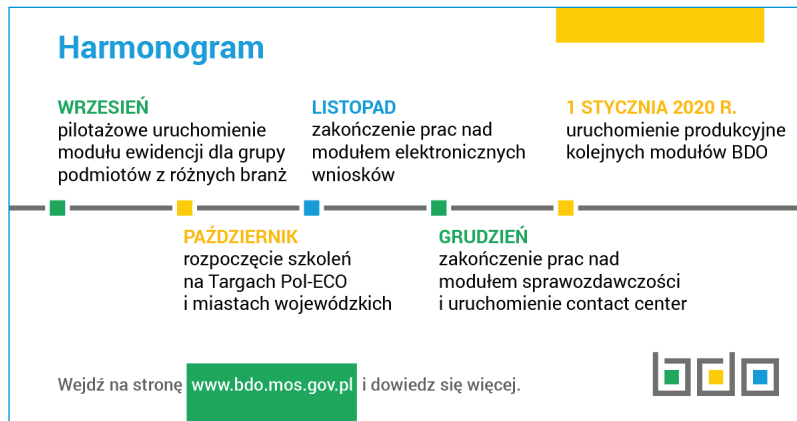 Harmonogram
WRZESIEŃ
pilotażowe uruchomienie
modułu ewidencji dla grupy
podmiotów z różnych branż
PAŹDZIERNIK
rozpoczęcie szkoleń
na Targach Pol-ECO
i miastach wojewódzkich
LISTOPAD
zakończenie prac nad
modułem elektronicznych
wniosków
GRUDZIEŃ
zakończenie prac nad
modułem sprawozdawczości
i uruchomienie contact center
1 STYCZNIA 2020 R.
uruchomienie produkcyjne
kolejnych modułów BDO
Wejdź na stronę www.bdo.mos.gov.pl i dowiedz się więcej.
bdo